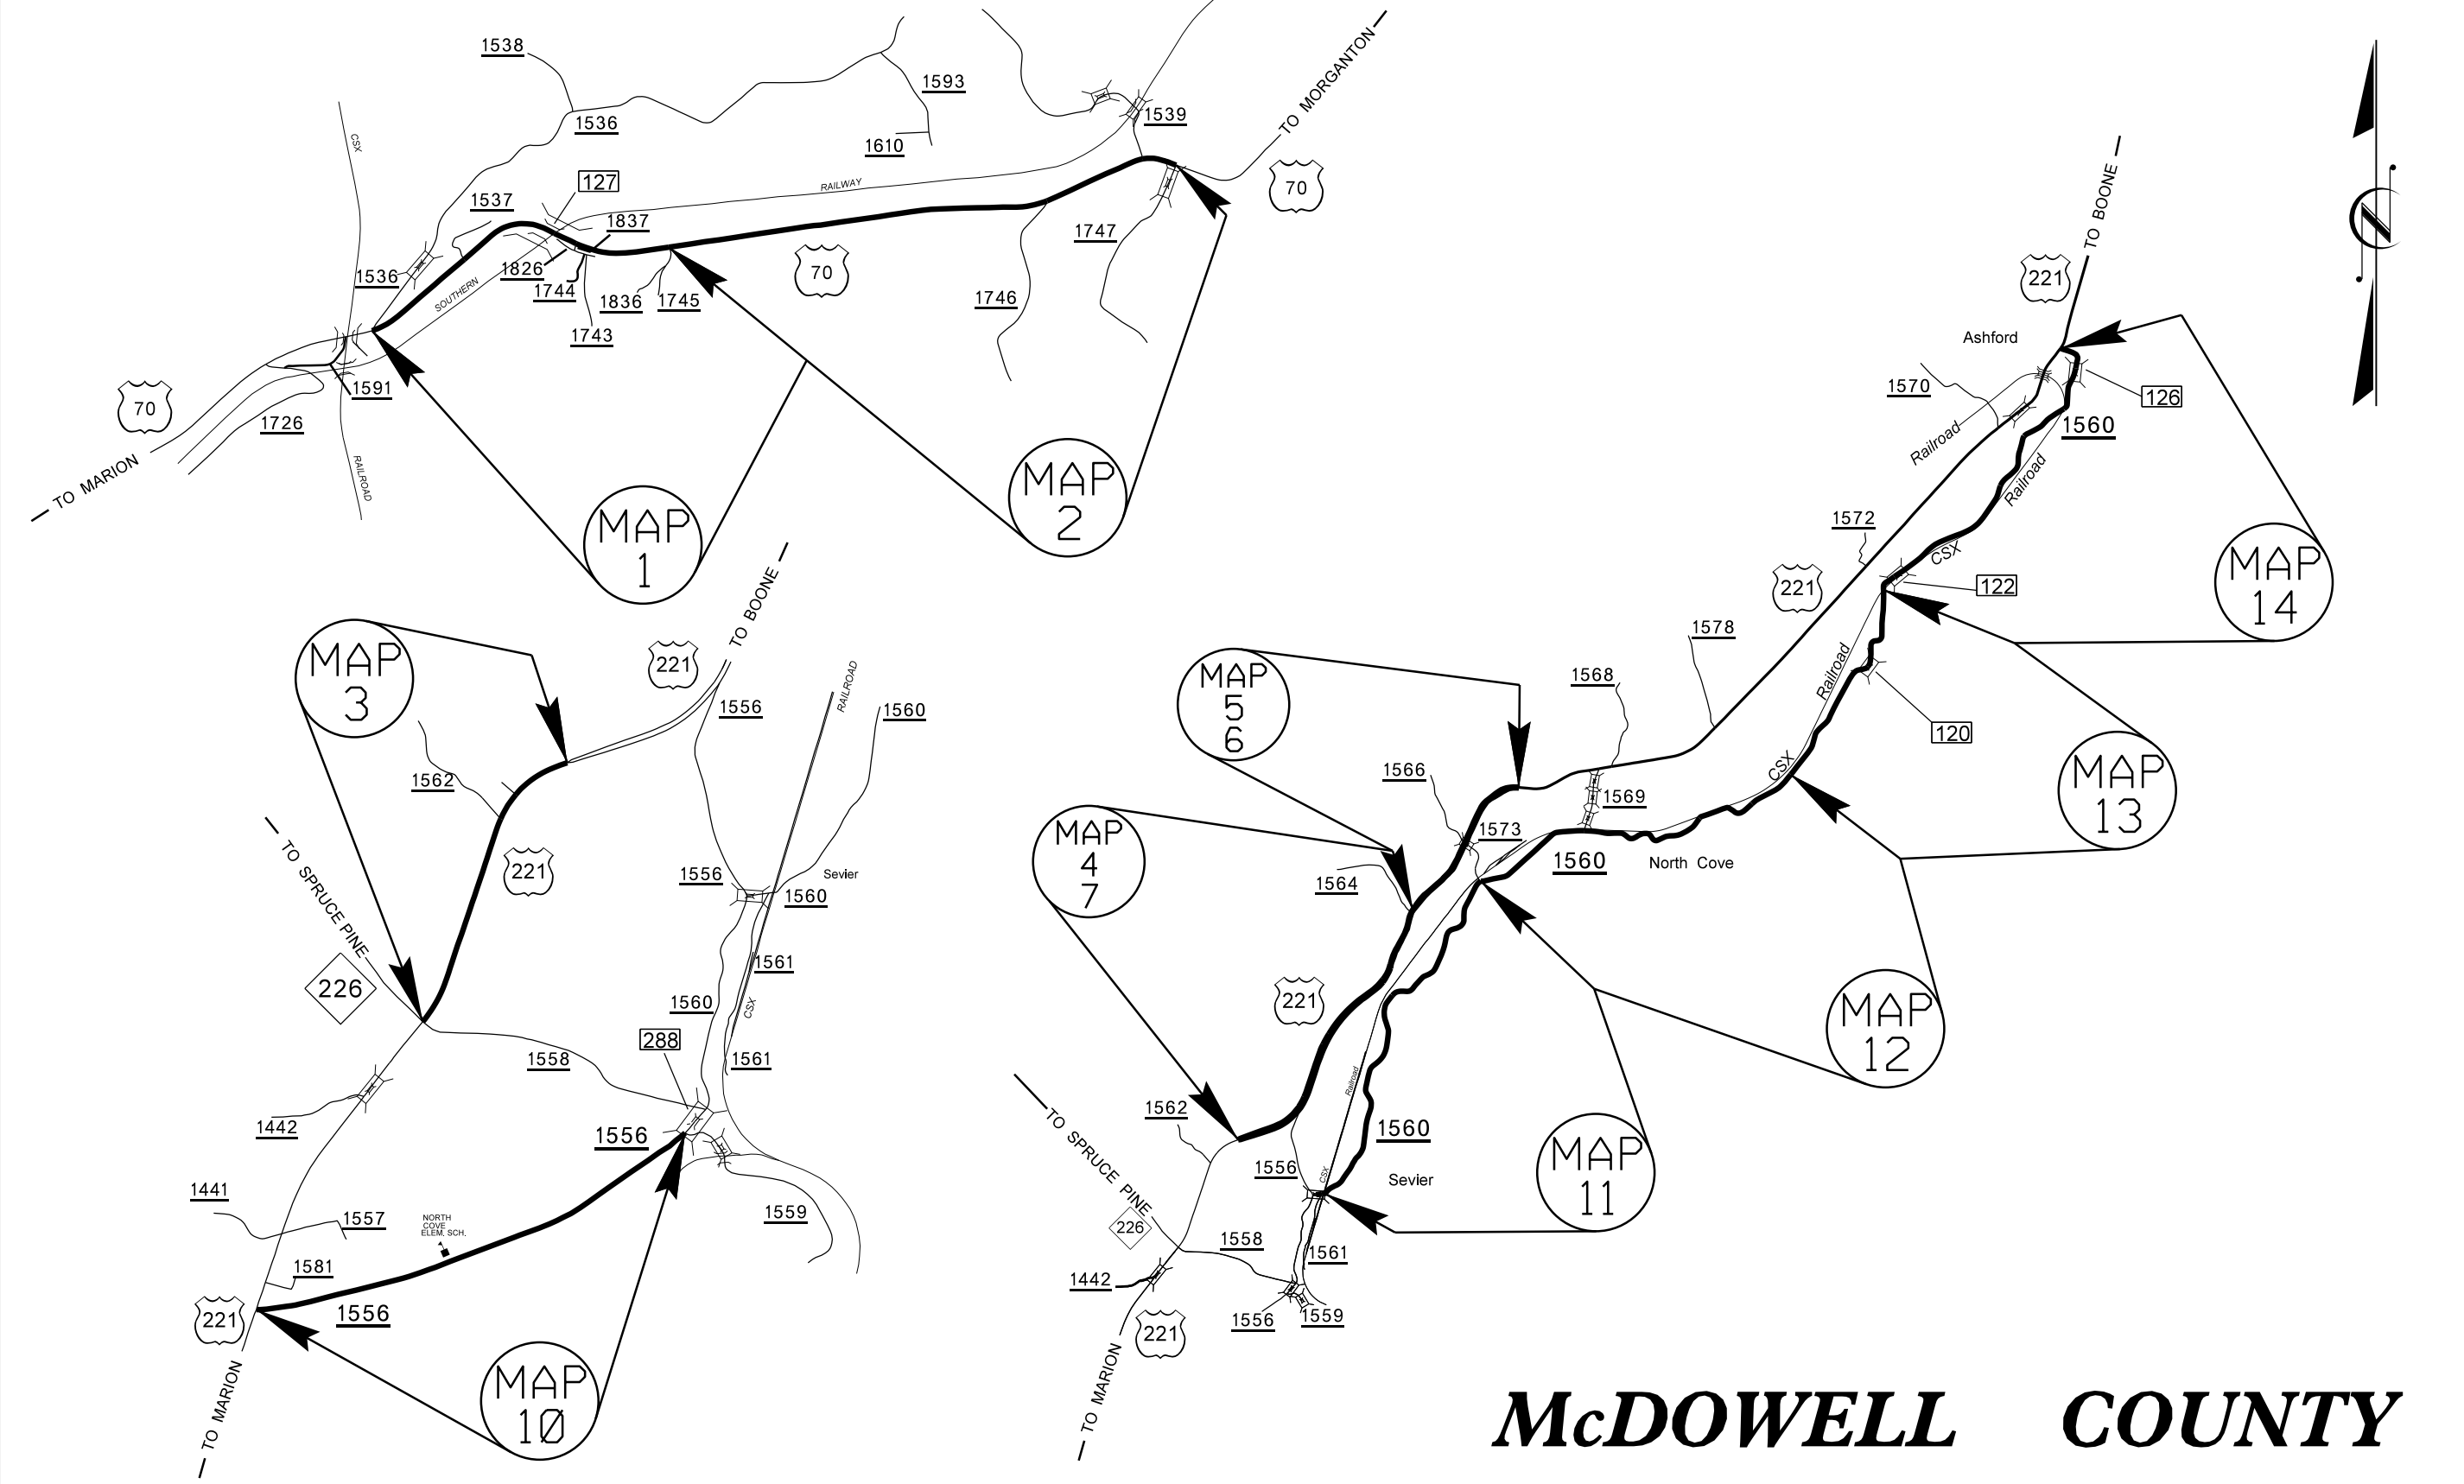 1538
1593
1539
1536
1610
TO MORGANTON
CSX
127
RAILWAY
70
1537
1837
1747
1536
1826
SOUTHERN
70
1744
1836
1745
1746
1743
1591
70
1726
TO MARION
RAILROAD
MAP
1
MAP
2
MAP
3
221
TO BOONE
1556
RAILROAD
1560
1562
221
TO SPRUCE PINE
226
1556
Sevier
1560
1561
1560
CSX
288
1558
1561
1442
1556
1441
1557
NORTH
COVE
ELEM. SCH.
1559
1581
221
1556
TO MARION
MAP
10
TO BOONE
221
Ashford
1570
126
1560
Railroad
Railroad
1572
CSX
221
122
MAP
14
1578
Railroad
1568
120
MAP
5
6
1566
1569
CSX
MAP
13
1573
1560
North Cove
MAP
4
7
1564
221
MAP
12
Railroad
1562
1560
TO SPRUCE PINE
1556
CSX
Sevier
MAP
11
226
1558
1561
1442
1556
1559
221
TO MARION
McDOWELL COUNTY